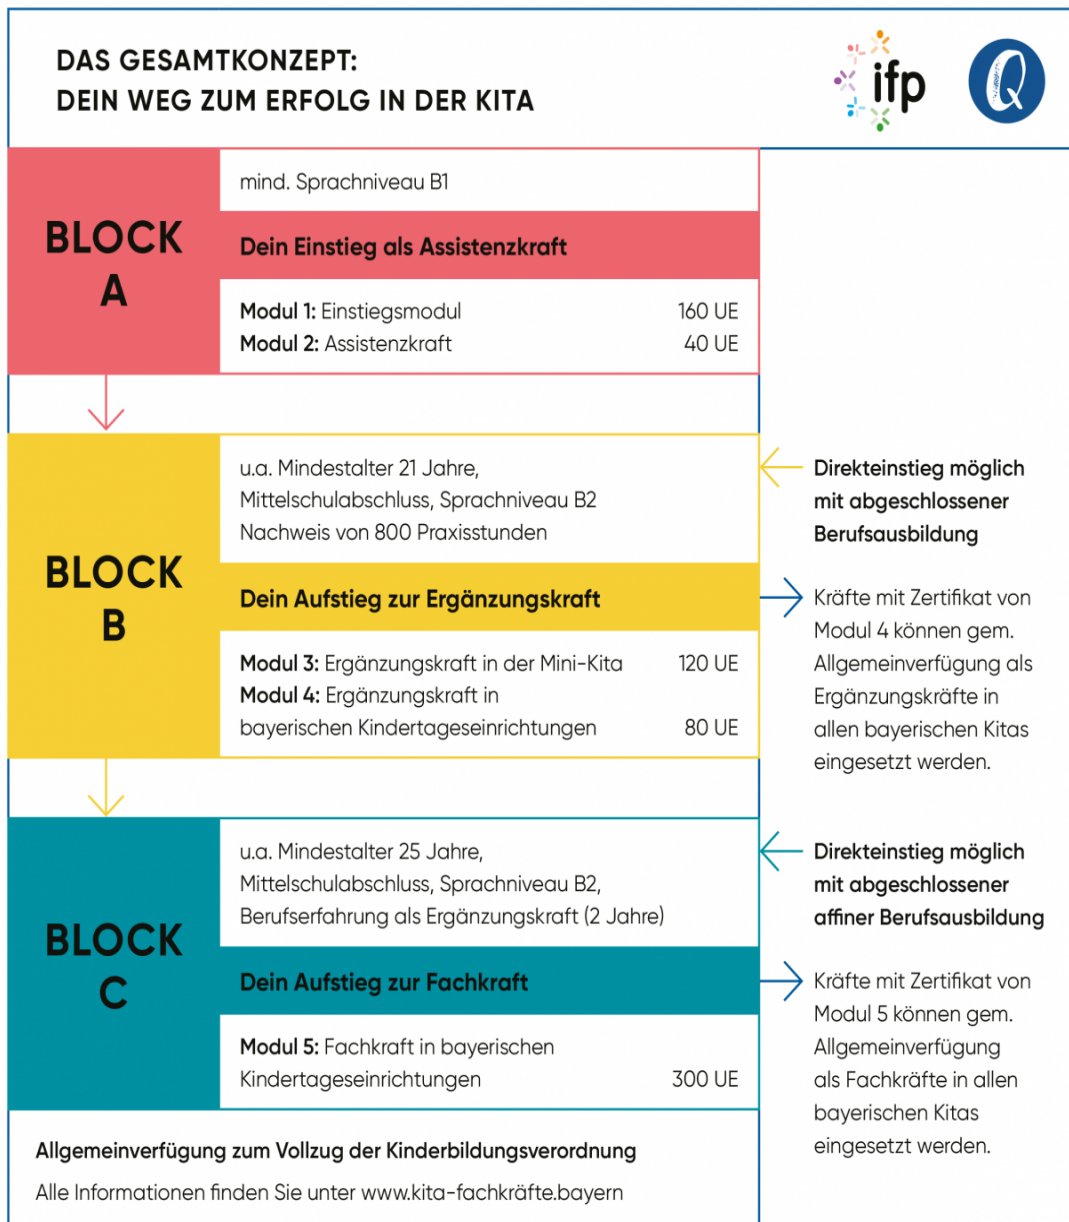 DAS GESAMTKONZEPT:
DEIN WEG ZUM ERFOLG IN DER KITA
ifp
Q
BLOCK
A
mind. Sprachniveau B1
Dein Einstieg als Assistenzkraft
Modul 1: Einstiegsmodul 160 UE
Modul 2: Assistenzkraft 40 UE
BLOCK
B
u.a. Mindestalter 21 Jahre,
Mittelschulabschluss, Sprachniveau B2
Nachweis von 800 Praxisstunden
Dein Aufstieg zur Ergänzungskraft
Modul 3: Ergänzungskraft in der Mini-Kita 120 UE
Modul 4: Ergänzungskraft in
bayerischen Kindertageseinrichtungen 80 UE
Direkteinstieg möglich
mit abgeschlossener
Berufsausbildung
Kräfte mit Zertifikat von
Modul 4 können gem.
Allgemeinverfügung als
Ergänzungskräfte in
allen bayerischen Kitas
eingesetzt werden.
BLOCK
C
u.a. Mindestalter 25 Jahre,
Mittelschulabschluss, Sprachniveau B2,
Berufserfahrung als Ergänzungskraft (2 Jahre)
Dein Aufstieg zur Fachkraft
Modul 5: Fachkraft in bayerischen
Kindertageseinrichtungen 300 UE
Direkteinstieg möglich
mit abgeschlossener
affiner Berufsausbildung
Kräfte mit Zertifikat von
Modul 5 können gem.
Allgemeinverfügung
als Fachkräfte in allen
bayerischen Kitas
eingesetzt werden.
Allgemeinverfügung zum Vollzug der Kinderbildungsverordnung
Alle Informationen finden Sie unter www.kita-fachkräfte.bayern